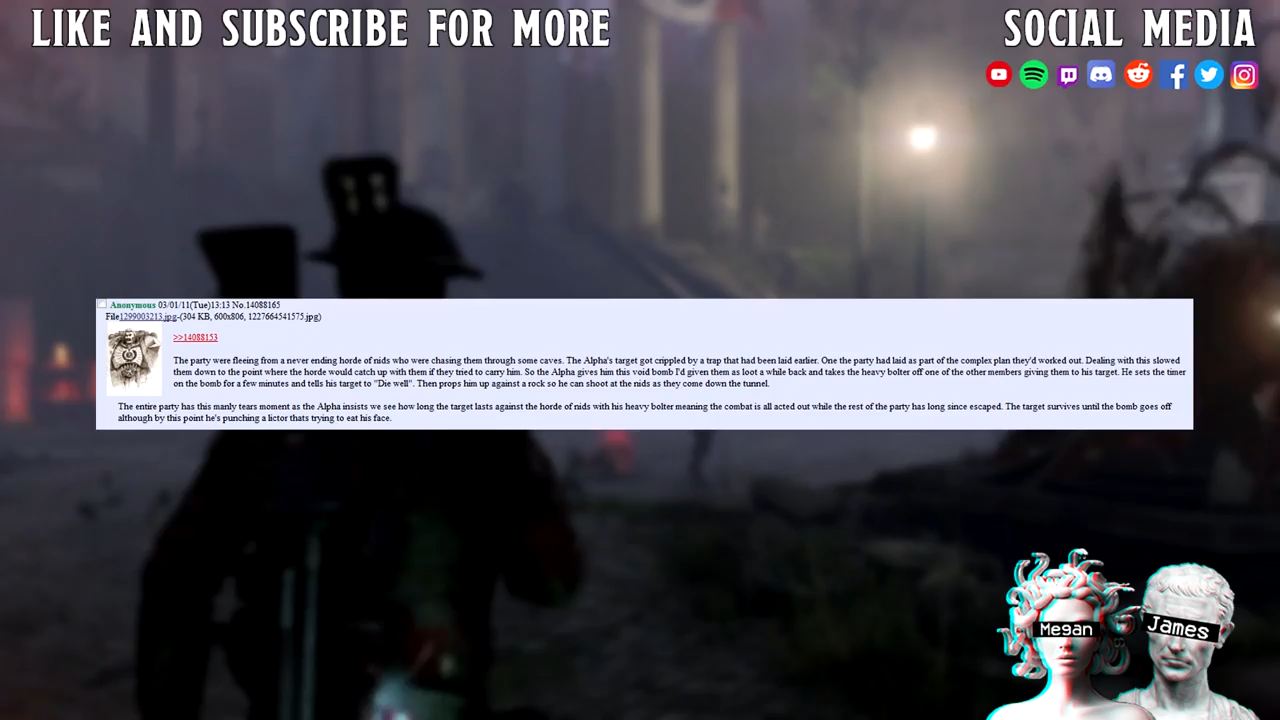 LIKE AND SUBSCRIBE FOR MORE
SOCIAL MEDIA
Anonymous 03/01/11(Tue)13:13 No.14088165
File1299003213.jpg-(304 KB, 600x806, 1227664541575.jpg)
>>14088153
The party were fleeing from a never ending horde of nids who were chasing them through some caves. The Alpha's target got crippled by a trap that had been laid earlier. One the party had laid as part of the complex plan they'd worked out. Dealing with this slowed
them down to the point where the horde would catch up with them if they tried to carry him. So the Alpha gives him this void bomb I'd given them as loot a while back and takes the heavy bolter off one of the other members giving them to his target. He sets the timer
on the bomb for a few minutes and tells his target to "Die well". Then props him up against a rock so he can shoot at the nids as they come down the tunnel.
The entire party has this manly tears moment as the Alpha insists we see how long the target lasts against the horde of nids with his heavy bolter meaning the combat is all acted out while the rest of the party has long since escaped. The target survives until the bomb goes off
although by this point he's punching a lictor thats trying to eat his face.
Megan
James